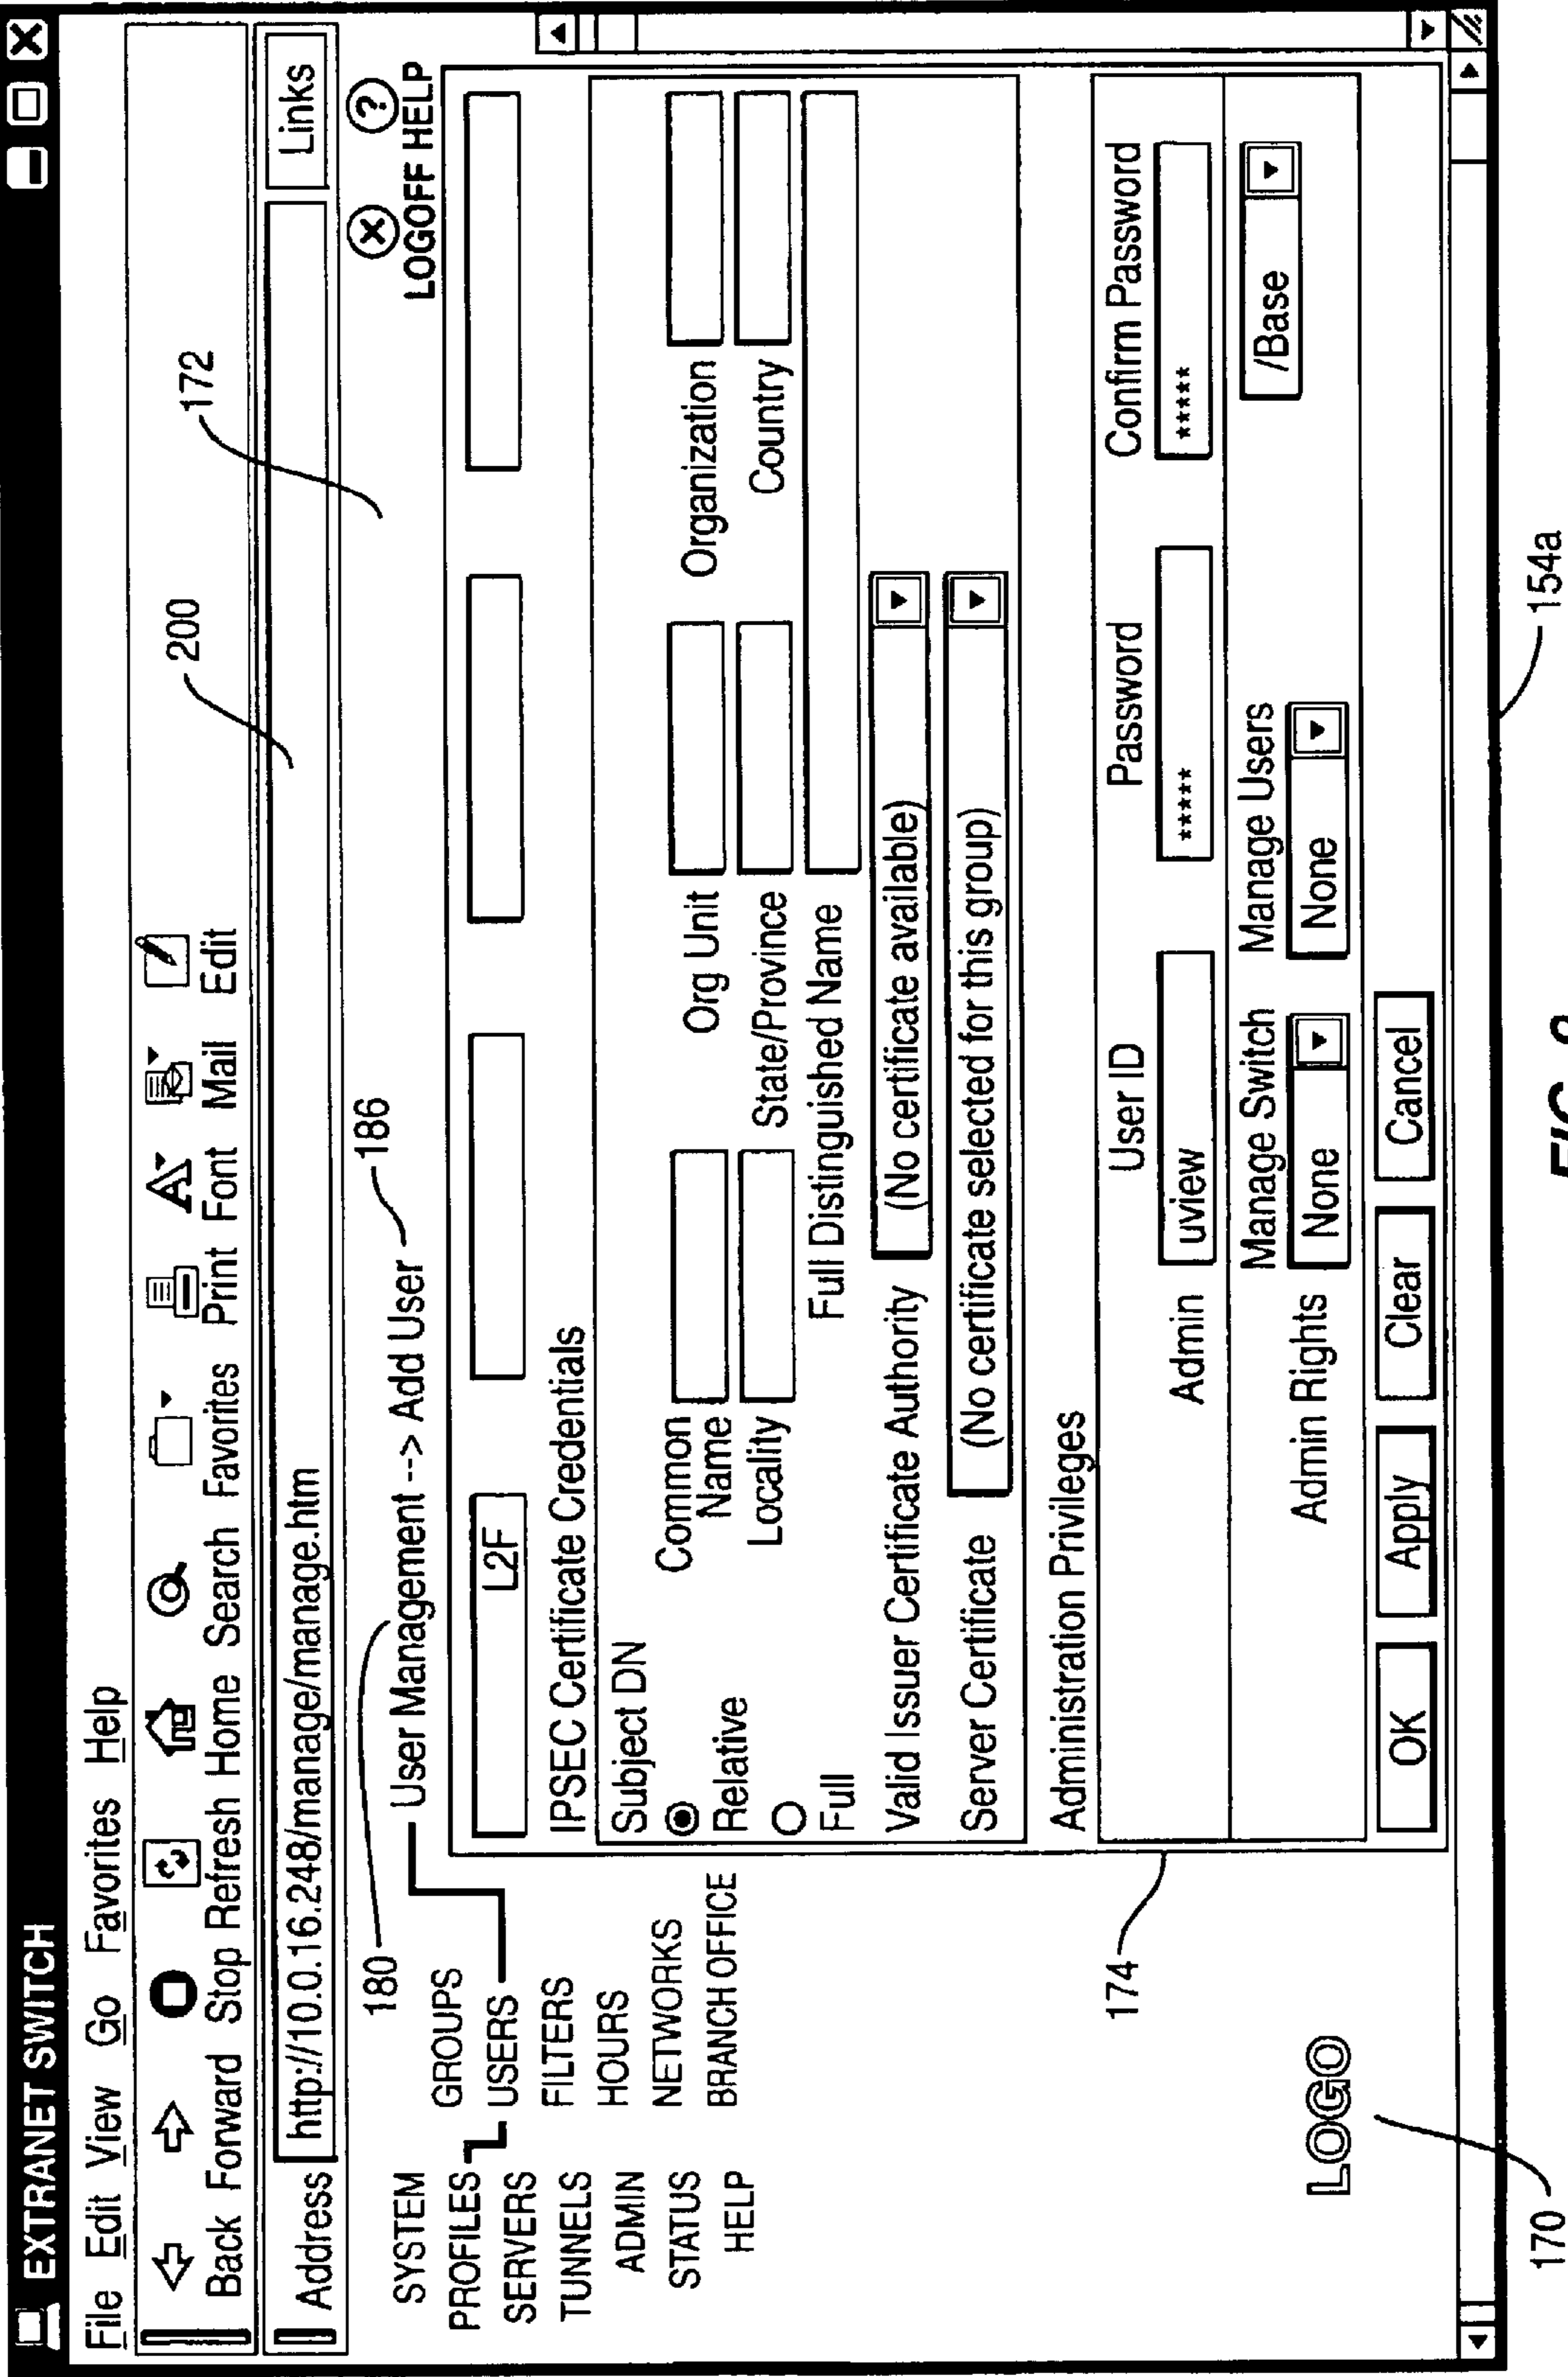 EXTRANET SWITCH
File Edit View Go Favorites Help
Back Forward Stop Refresh Home Search Favorites Print Font Mail Edit
Address http://10.0.16.248/manage/manage.htm Links
200
172
LOGOFF HELP
180
User Management --> Add User
186
SYSTEM
PROFILES
SERVERS
TUNNELS
ADMIN
STATUS
HELP
GROUPS
USERS
FILTERS
HOURS
NETWORKS
BRANCH OFFICE
L2F
IPSEC Certificate Credentials
Subject DN
Relative
Full
Common Name
Org Unit
Organization
Locality
State/Province
Country
Full Distinguished Name
Valid Issuer Certificate Authority (No certificate available)
Server Certificate (No certificate selected for this group)
Administration Privileges
User ID Password Confirm Password
Admin uview ***** *****
Manage Switch Manage Users
Admin Rights None None /Base
OK Apply Clear Cancel
174
LOGO
170
154a